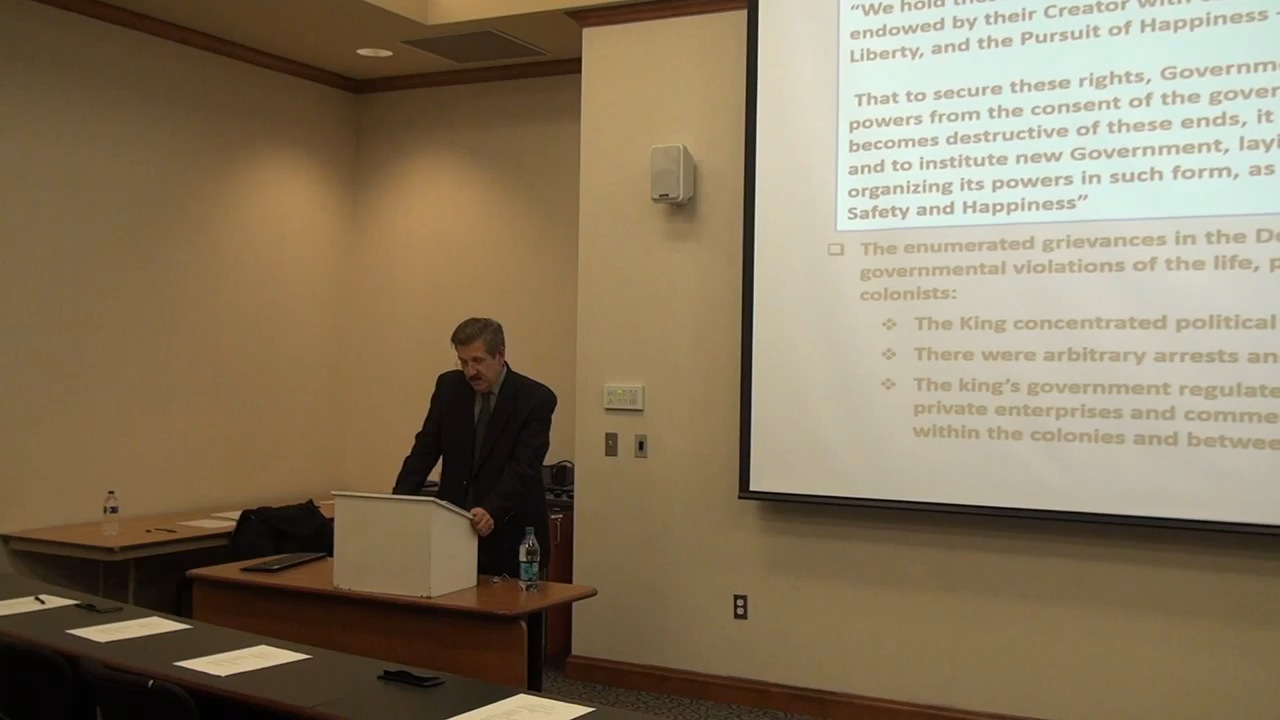 “We hold
endowed by their Creator with
Liberty, and the Pursuit of Happiness
That to secure these rights, Governm
powers from the consent of the gover
becomes destructive of these ends, it
and to institute new Government, layi
organizing its powers in such form, as
Safety and Happiness”
The enumerated grievances in the De
governmental violations of the life, p
colonists:
The King concentrated political
There were arbitrary arrests an
The king’s government regulate
private enterprises and comme
within the colonies and betwee